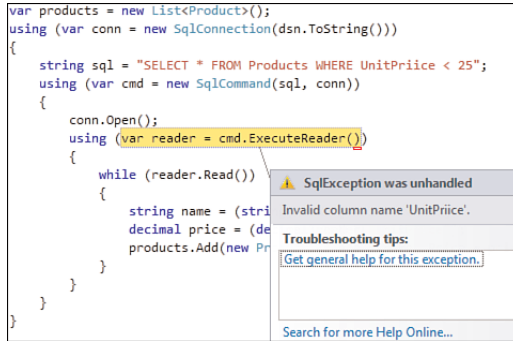 var products = new List<Product>();
using (var conn = new SqlConnection(dsn.ToString()))
{
string sql = "SELECT * FROM Products WHERE UnitPriice < 25";
using (var cmd = new SqlCommand(sql, conn))
{
conn.Open();
using (var reader = cmd.ExecuteReader())
{
while (reader.Read())
{
string name = (stri
decimal price = (de
products.Add(new Pr
}
}
}
}
SqlException was unhandled
Invalid column name 'UnitPriice'.
Troubleshooting tips:
Get general help for this exception.
Search for more Help Online...